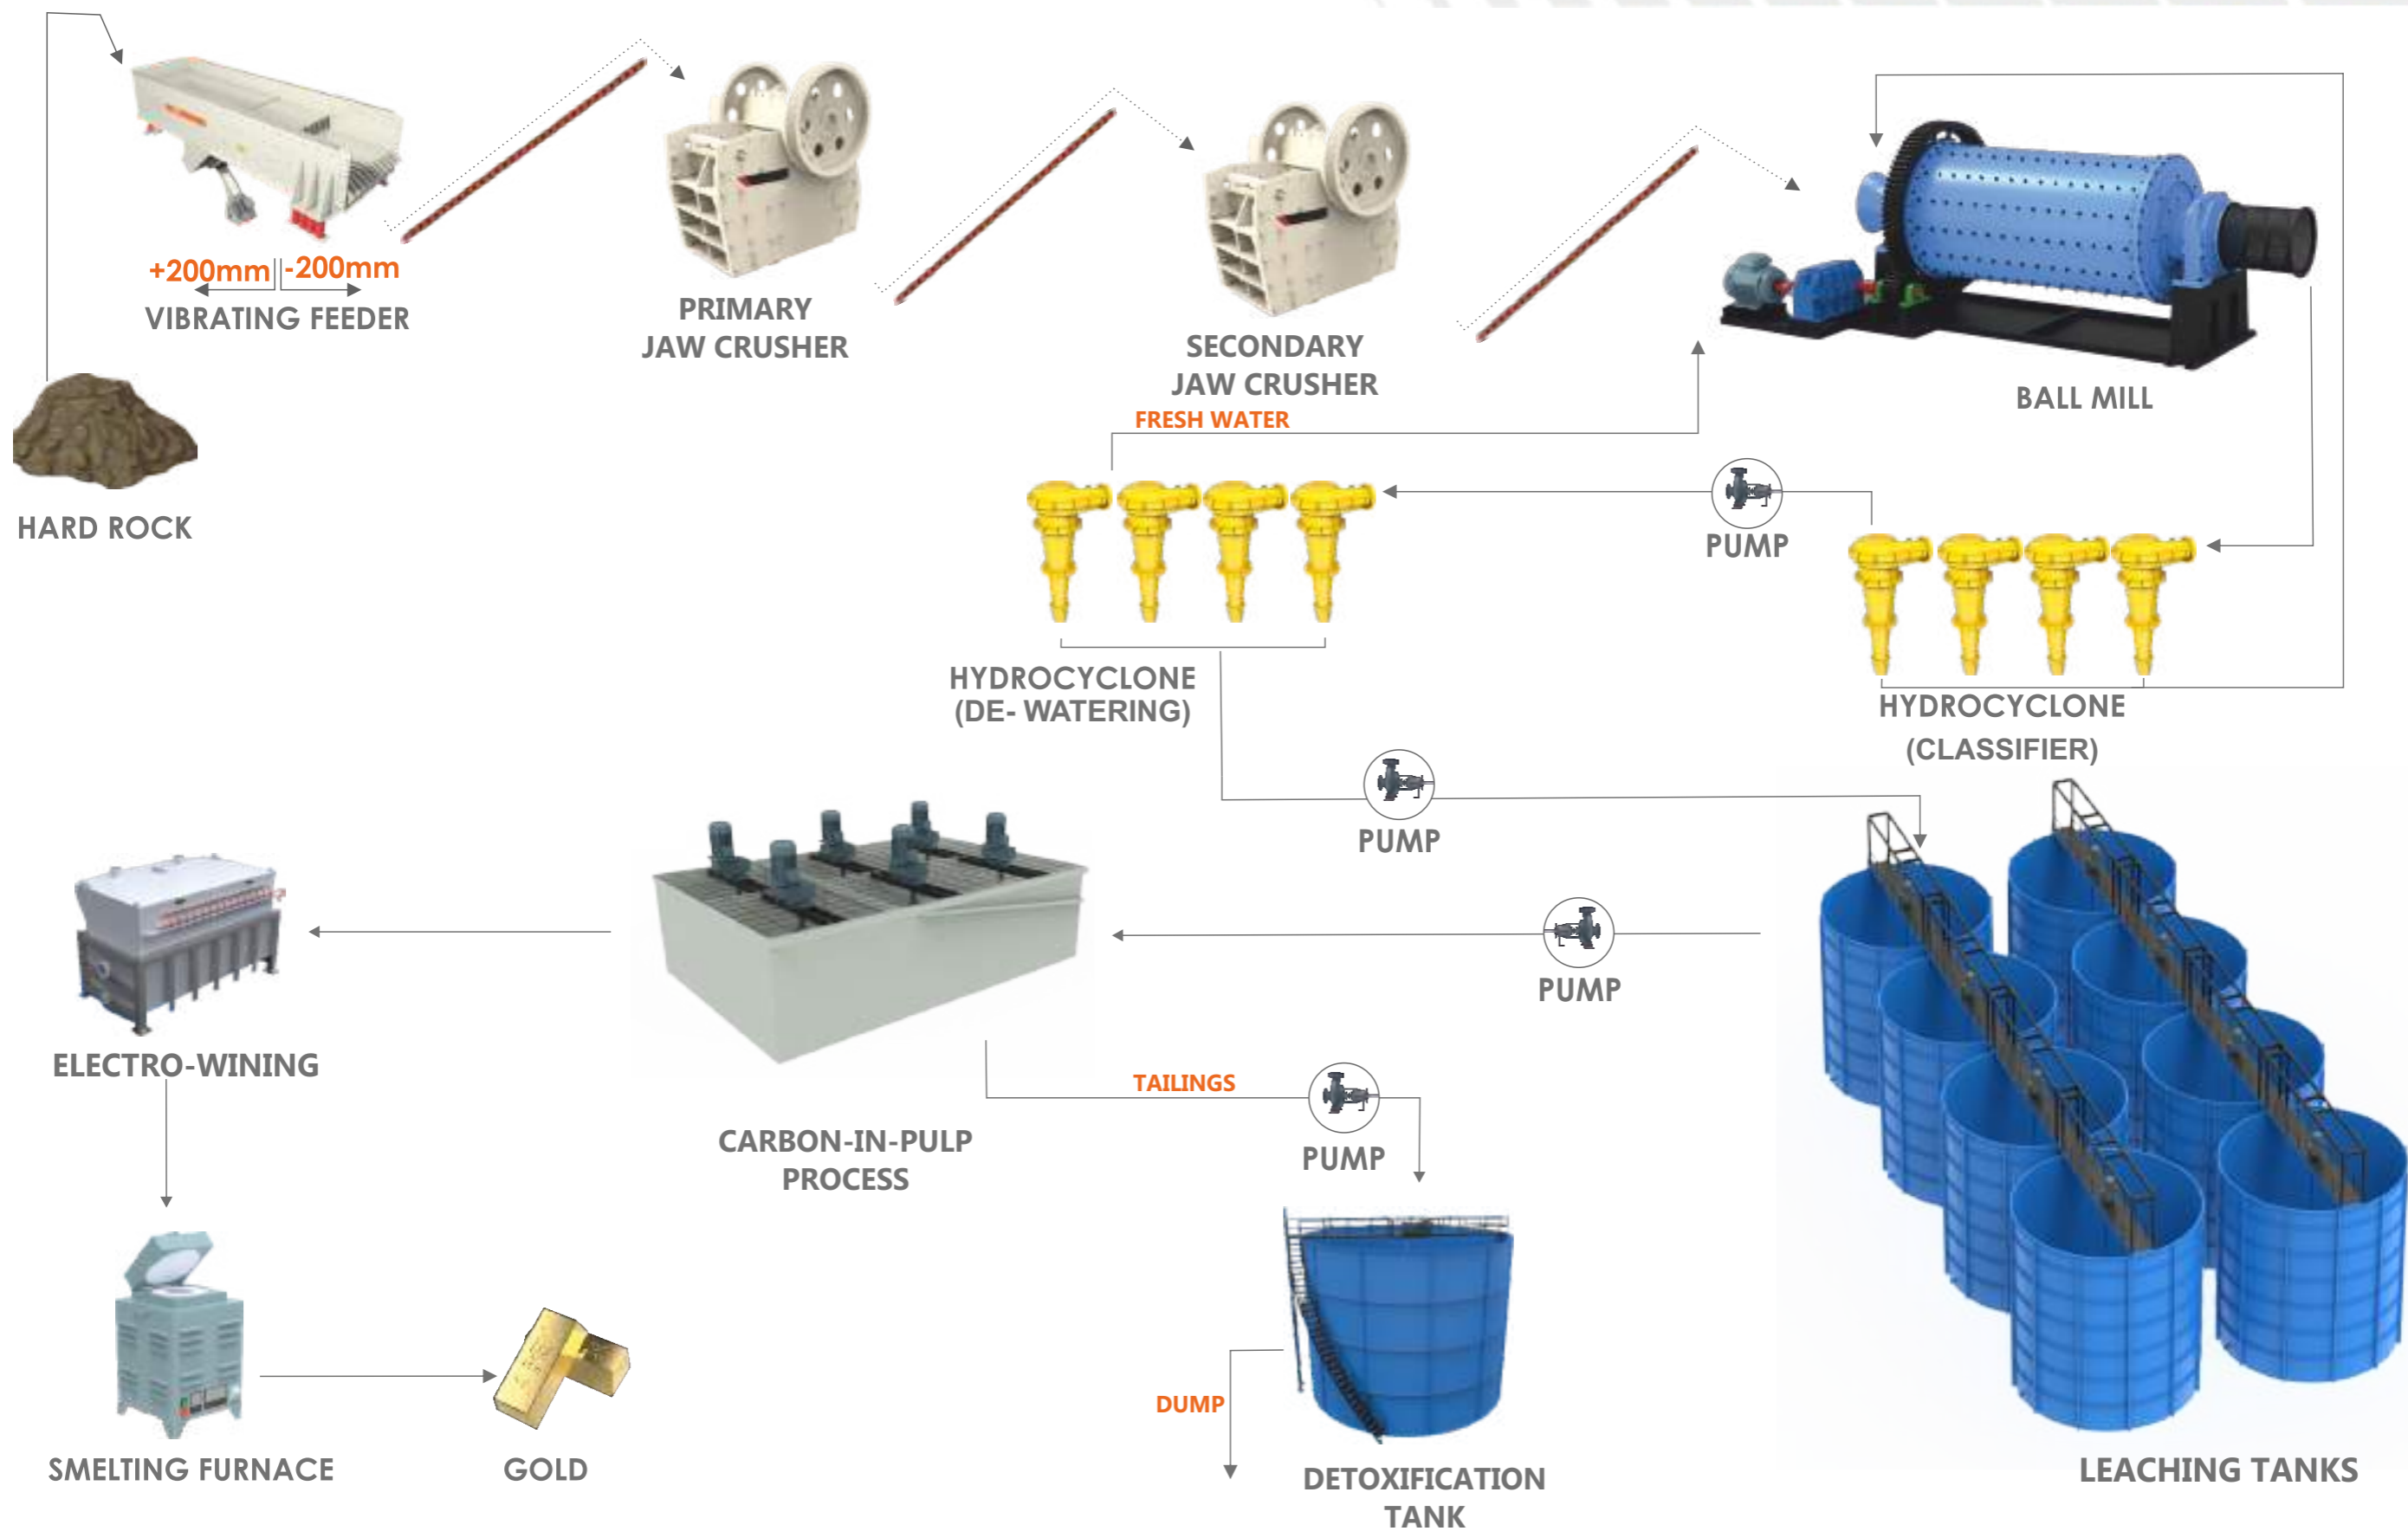 +200mm
-200mm
VIBRATING FEEDER
HARD ROCK
PRIMARY
JAW CRUSHER
SECONDARY
JAW CRUSHER
BALL MILL
FRESH WATER
PUMP
HYDROCYCLONE
(DE- WATERING)
HYDROCYCLONE
(CLASSIFIER)
PUMP
PUMP
ELECTRO-WINING
CARBON-IN-PULP
PROCESS
TAILINGS
PUMP
SMELTING FURNACE
GOLD
DUMP
DETOXIFICATION
TANK
LEACHING TANKS